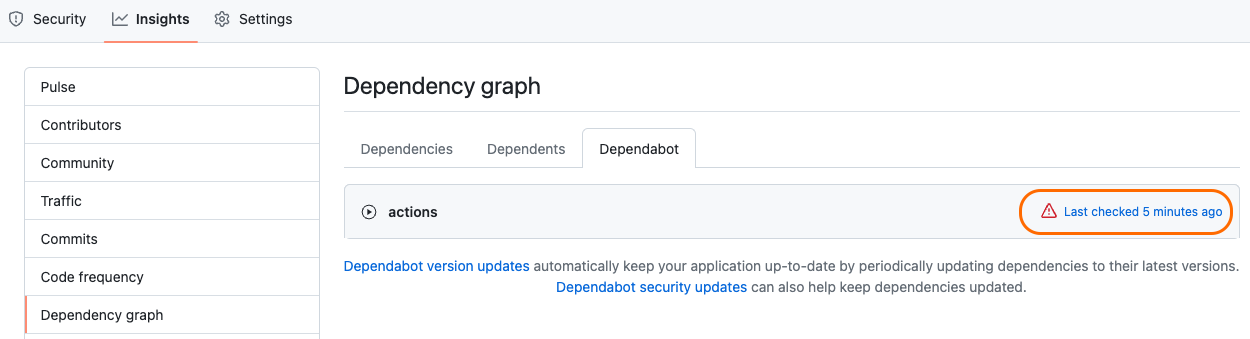 Security Insights Settings
Pulse
Contributors
Community
Traffic
Commits
Code frequency
Dependency graph
Dependency graph
Dependencies Dependents Dependabot
actions Last checked 5 minutes ago
Dependabot version updates automatically keep your application up-to-date by periodically updating dependencies to their latest versions.
Dependabot security updates can also help keep dependencies updated.